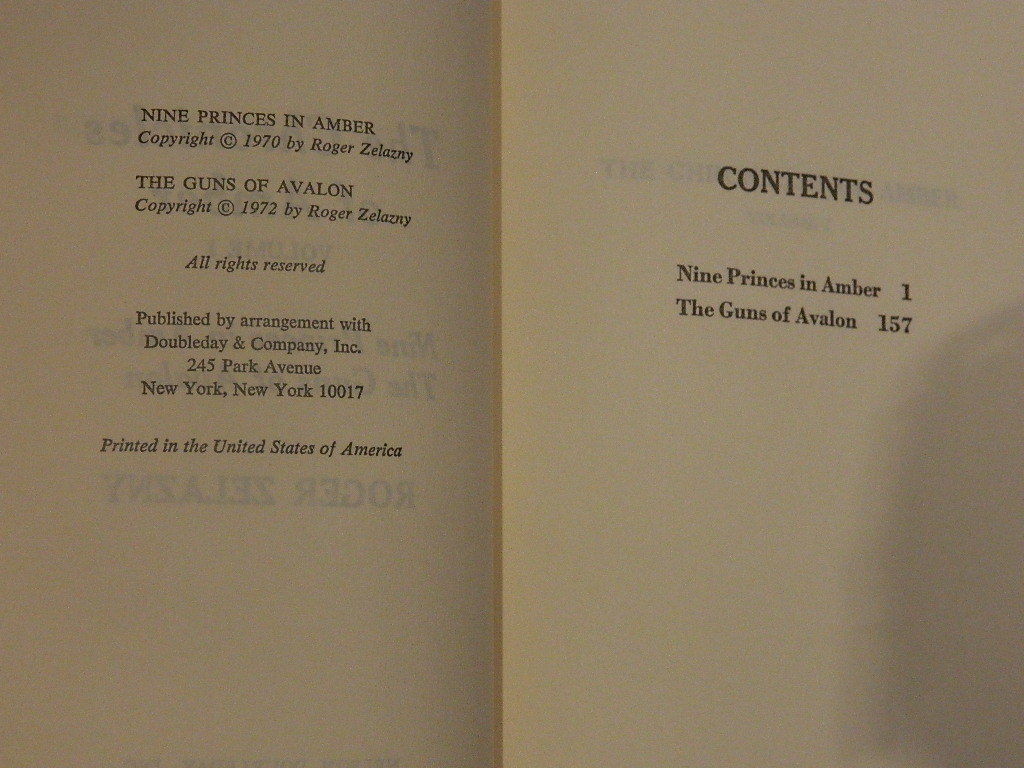 NINE PRINCES IN AMBER
Copyright © 1970 by Roger Zelazny
THE GUNS OF AVALON
Copyright © 1972 by Roger Zelazny
All rights reserved
Published by arrangement with
Doubleday & Company, Inc.
245 Park Avenue
New York, New York 10017
Printed in the United States of America
ROGER ZELAZNY
CONTENTS
Nine Princes in Amber 1
The Guns of Avalon 157